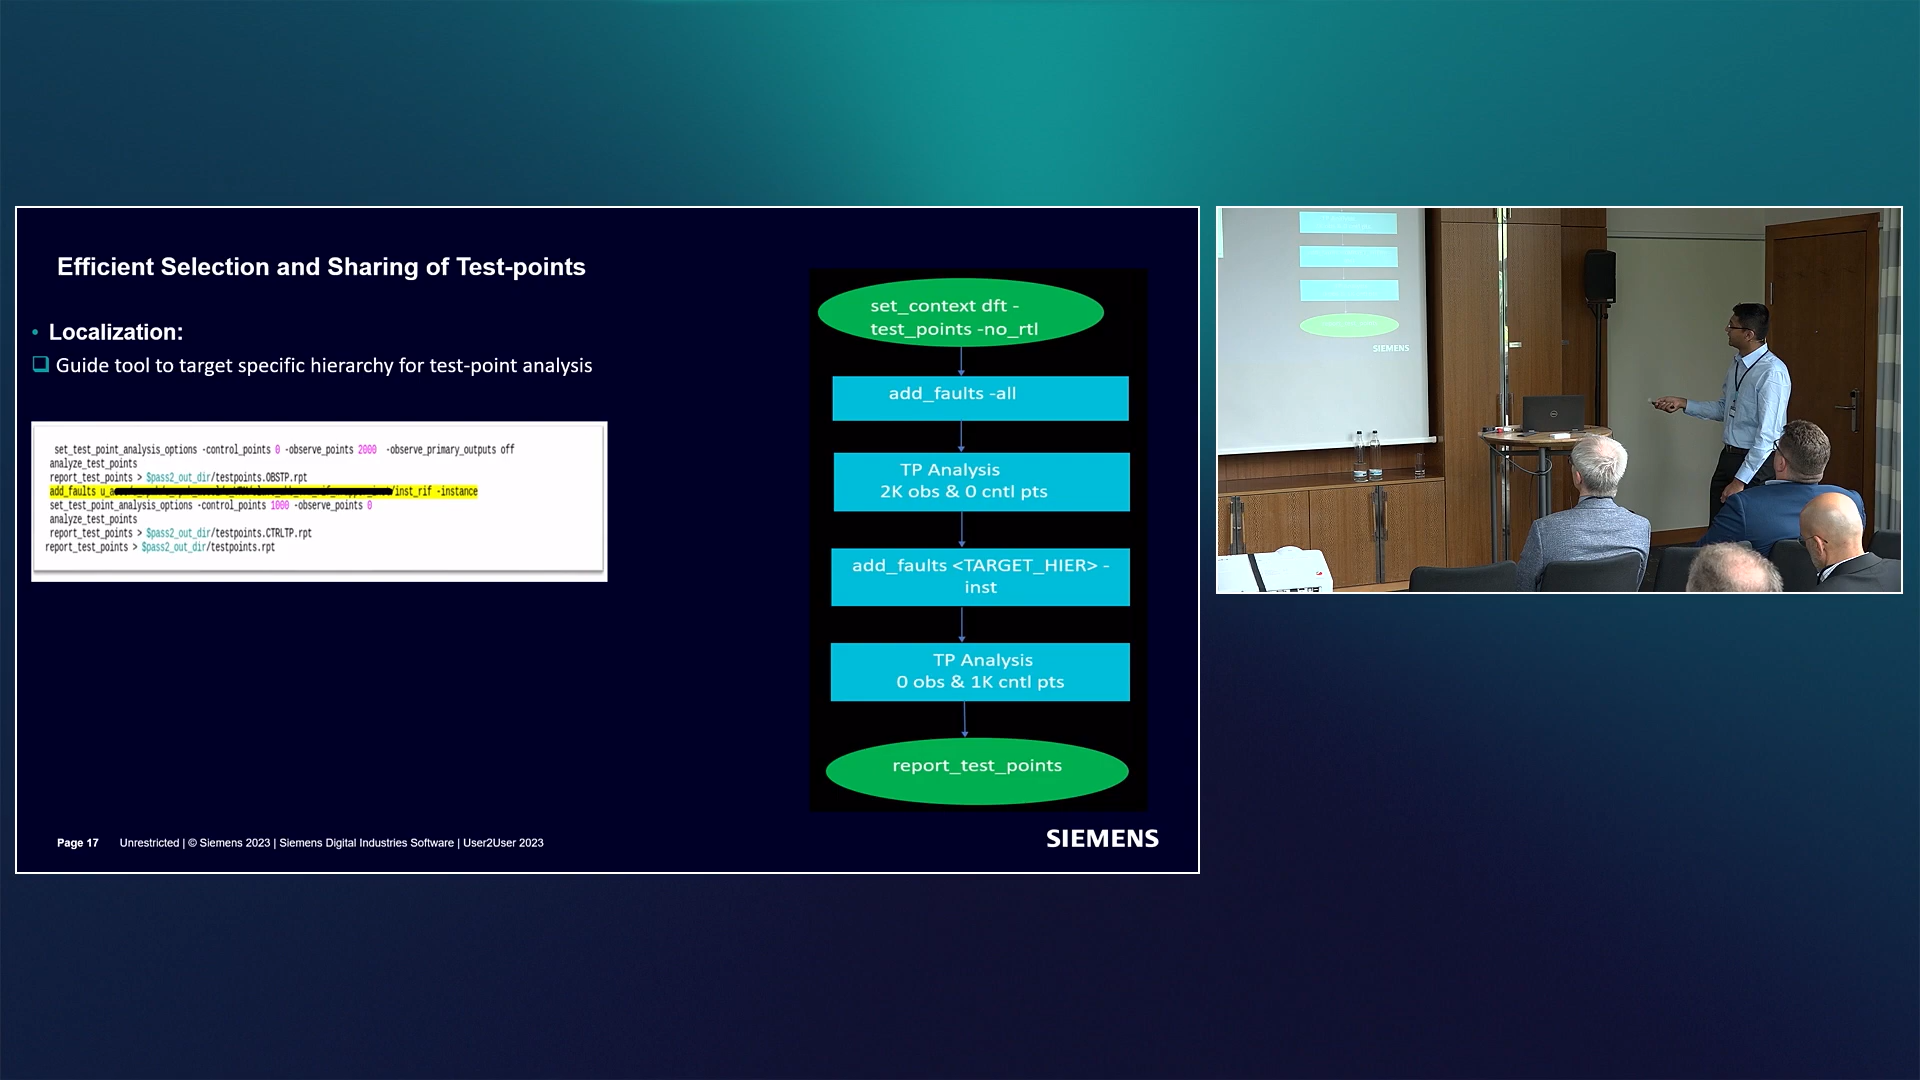 Efficient Selection and Sharing of Test-points
Localization:
Guide tool to target specific hierarchy for test-point analysis
set_test_point_analysis_options -control_points 0 -observe_points 2000 -observe_primary_outputs off
analyze_test_points
report_test_points > $pass2_out_dir/testpoints.OBSTP.rpt
add_faults /inst_rif -instance
set_test_point_analysis_options -control_points 1000 -observe_points 0
analyze_test_points
report_test_points > $pass2_out_dir/testpoints.CTRLTP.rpt
report_test_points > $pass2_out_dir/testpoints.rpt
set_context dft -
test_points -no_rtl
add_faults -all
TP Analysis
2K obs & 0 cntl pts
add_faults <TARGET_HIER> -
inst
TP Analysis
0 obs & 1K cntl pts
report_test_points
Page 17 Unrestricted | © Siemens 2023 | Siemens Digital Industries Software | User2User 2023
SIEMENS
SIEMENS